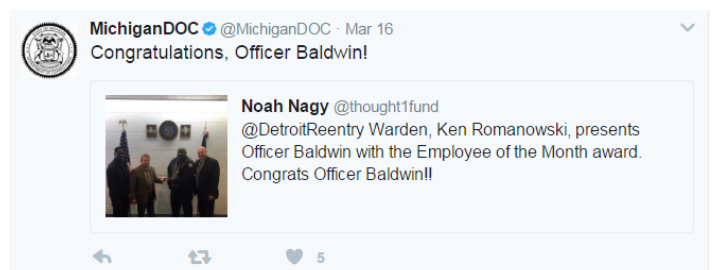 MichiganDOC @MichiganDOC · Mar 16
Congratulations, Officer Baldwin!
Noah Nagy @thought1fund
@DetroitReentry Warden, Ken Romanowski, presents
Officer Baldwin with the Employee of the Month award.
Congrats Officer Baldwin!!
5